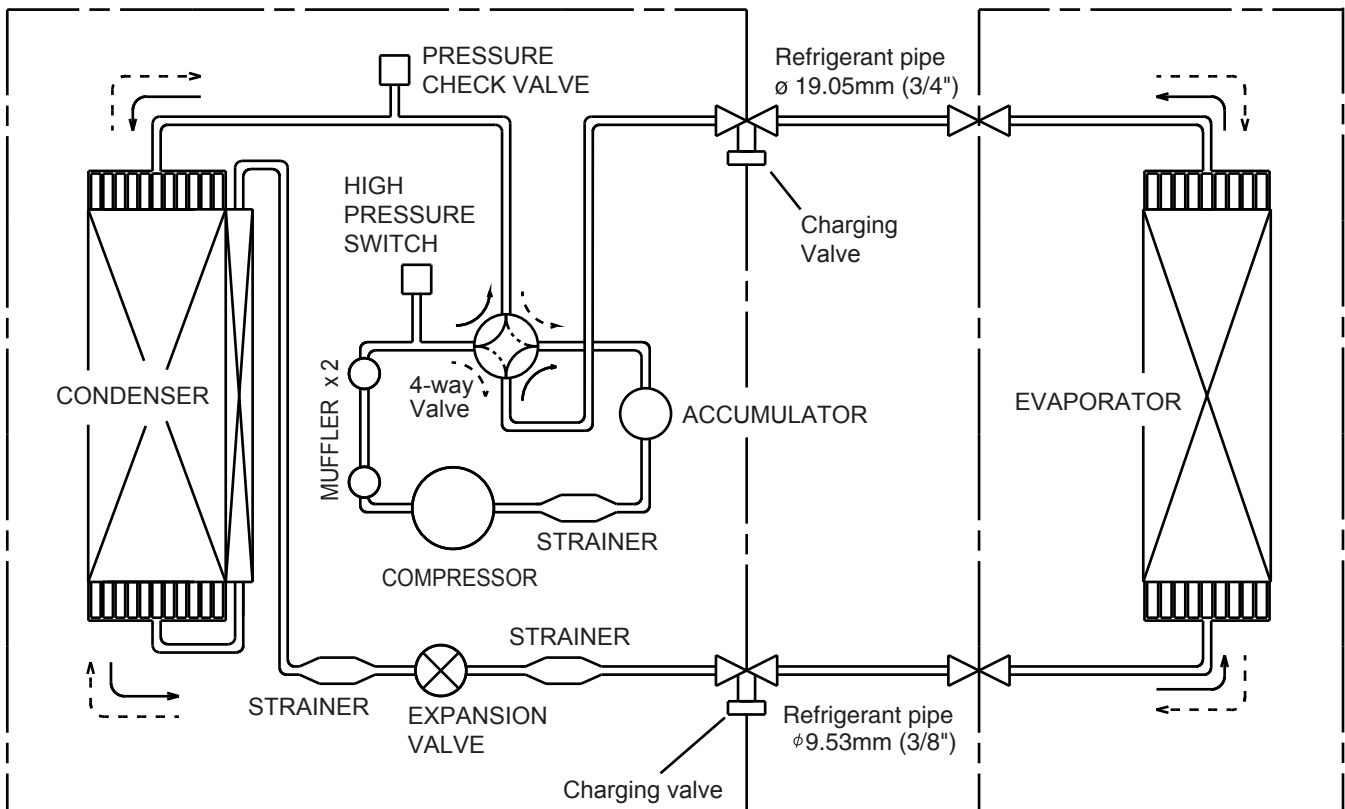 PRESSURE
CHECK VALVE
Refrigerant pipe
ø 19.05mm (3/4")
HIGH
PRESSURE
SWITCH
Charging
Valve
CONDENSER
MUFFLER x 2
4-way
Valve
ACCUMULATOR
EVAPORATOR
STRAINER
COMPRESSOR
STRAINER
STRAINER
EXPANSION
VALVE
Refrigerant pipe
ϕ9.53mm (3/8")
Charging valve